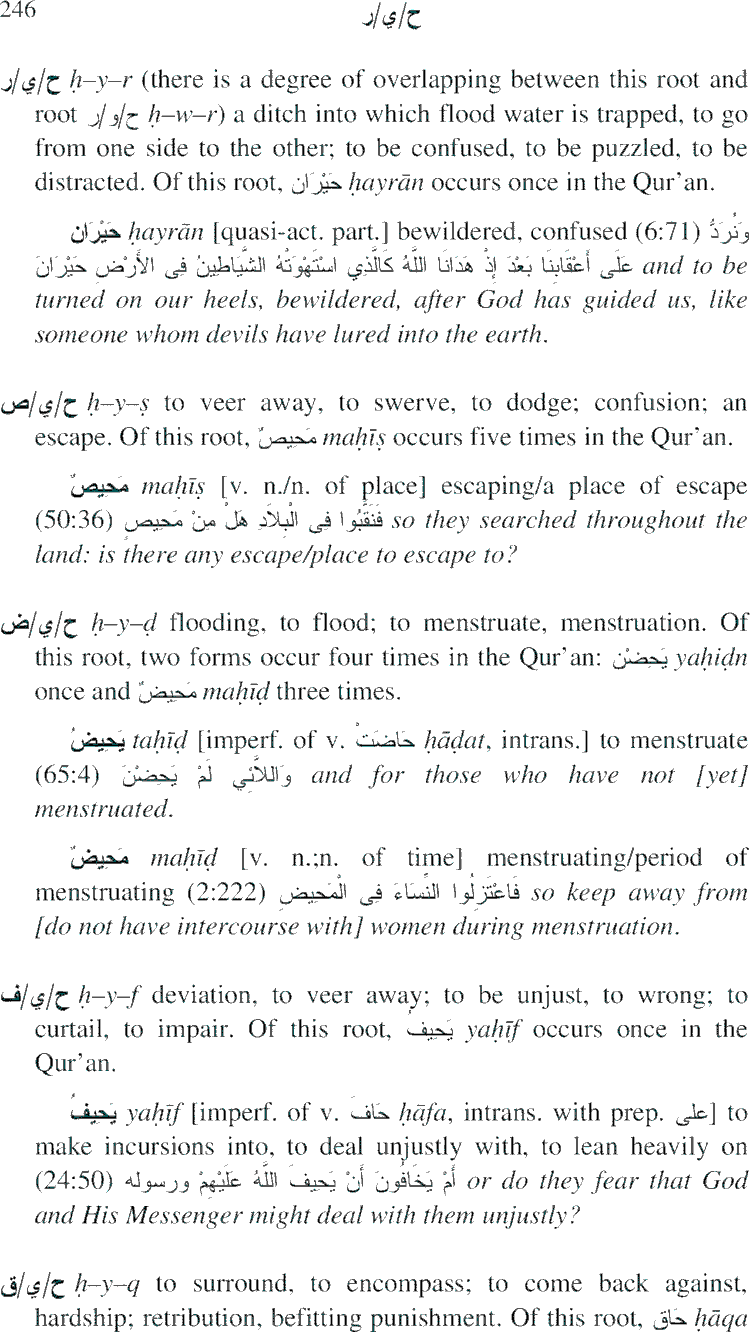 246
ح/ي/ر
ح/ي/ر ḥ–y–r (there is a degree of overlapping between this root and
root ح/و/ر ḥ–w–r) a ditch into which flood water is trapped, to go
from one side to the other; to be confused, to be puzzled, to be
distracted. Of this root, حَيْرَان ḥayrān occurs once in the Qur’an.
حَيْرَان ḥayrān [quasi-act. part.] bewildered, confused (6:71) وَنُرَدُّ
عَلَى أَعْقَابِنَا بَعْدَ إِذْ هَدَانَا اللَّهُ كَالَّذِي اسْتَهْوَتْهُ الشَّيَاطِينُ فِى الأَرْضِ حَيْرَانَ and to be
turned on our heels, bewildered, after God has guided us, like
someone whom devils have lured into the earth.
ح/ي/ص ḥ–y–ṣ to veer away, to swerve, to dodge; confusion; an
escape. Of this root, مَحِيصٌ maḥīṣ occurs five times in the Qur’an.
مَحِيصٌ maḥīṣ [v. n./n. of place] escaping/a place of escape
(50:36) فَنَقَّبُوا فِى الْبِلاَدِ هَلْ مِنْ مَحِيصٍ so they searched throughout the
land: is there any escape/place to escape to?
ح/ي/ض ḥ–y–ḍ flooding, to flood; to menstruate, menstruation. Of
this root, two forms occur four times in the Qur’an: يَحِضْن yaḥiḍn
once and مَحِيضٌ maḥīḍ three times.
يَحِيضُ taḥīḍ [imperf. of v. حَاضَتْ ḥāḍat, intrans.] to menstruate
(65:4) وَاللاَّئِي لَمْ يَحِضْنَ and for those who have not [yet]
menstruated.
مَحِيضٌ maḥīḍ [v. n.;n. of time] menstruating/period of
menstruating (2:222) فَاعْتَزِلُوا النِّسَاءَ فِى الْمَحِيضِ so keep away from
[do not have intercourse with] women during menstruation.
ح/ي/ف ḥ–y–f deviation, to veer away; to be unjust, to wrong; to
curtail, to impair. Of this root, يَحِيفُ yaḥīf occurs once in the
Qur’an.
يَحِيفُ yaḥīf [imperf. of v. حَافَ ḥāfa, intrans. with prep. على] to
make incursions into, to deal unjustly with, to lean heavily on
(24:50) أَمْ يَخَافُونَ أَنْ يَحِيفَ اللَّهُ عَلَيْهِمْ ورسوله or do they fear that God
and His Messenger might deal with them unjustly?
ح/ي/ق ḥ–y–q to surround, to encompass; to come back against,
hardship; retribution, befitting punishment. Of this root, حَاقَ ḥāqa